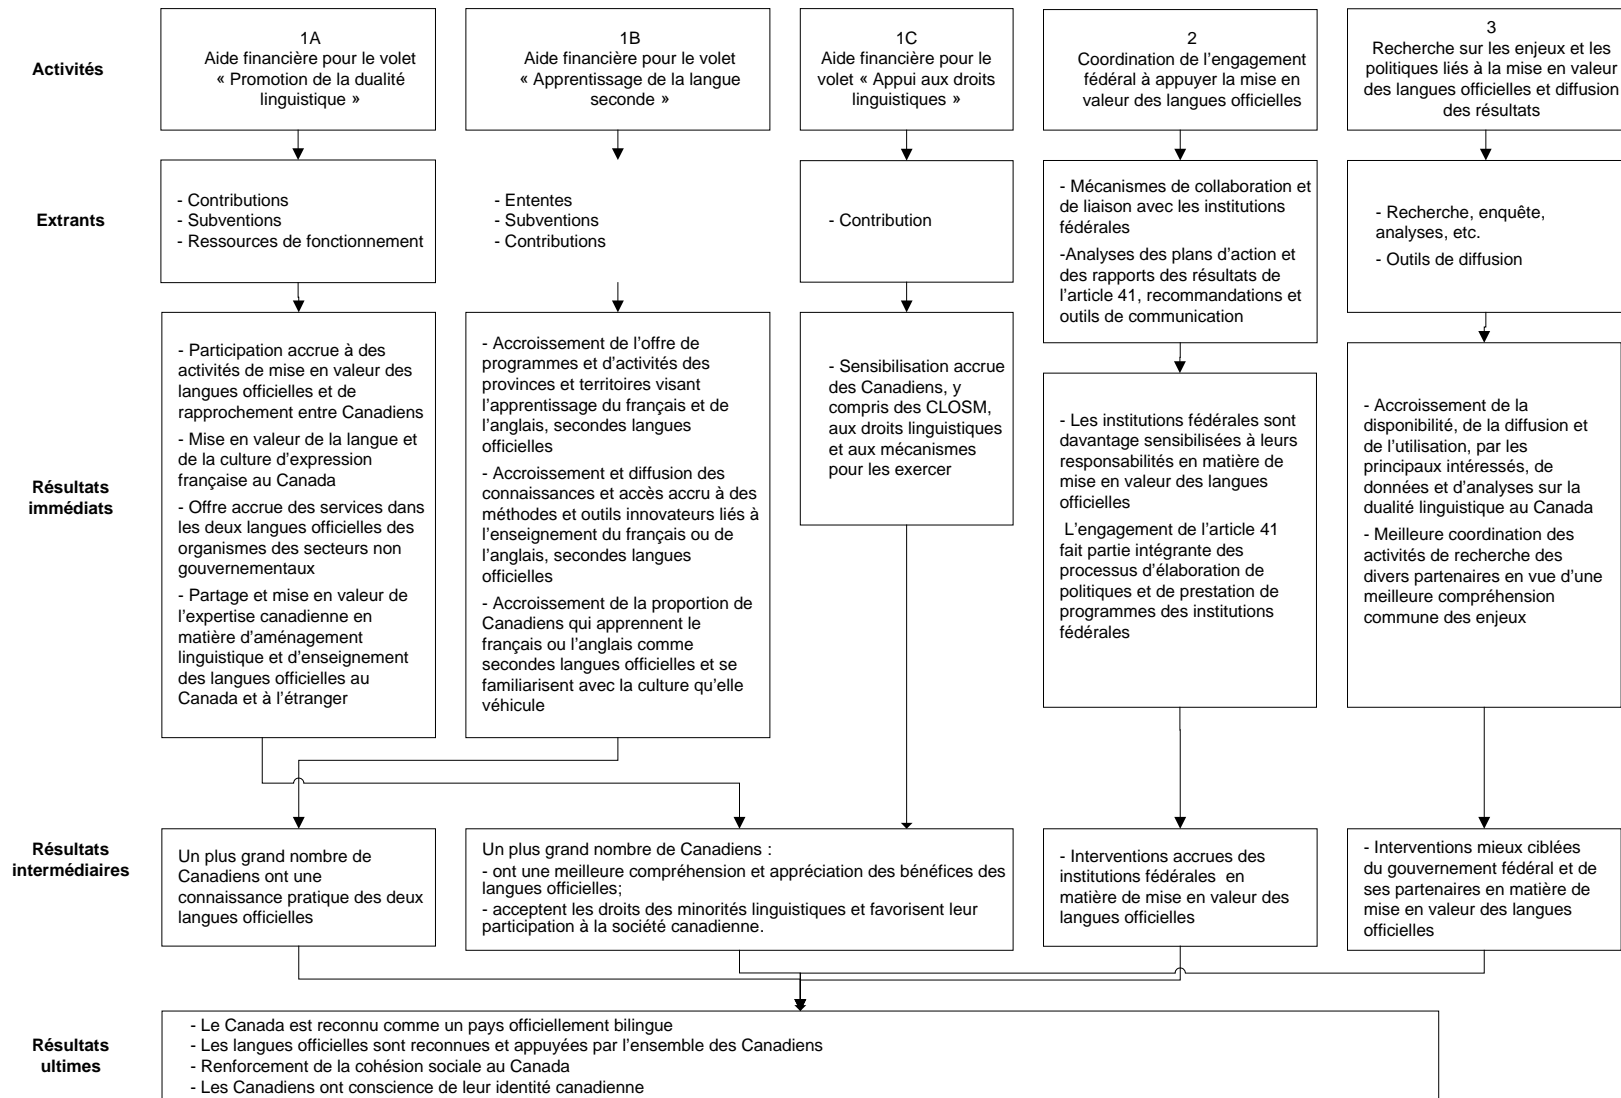 Activités
1A
Aide financière pour le volet
« Promotion de la dualité
linguistique »
1B
Aide financière pour le volet
« Apprentissage de la langue
seconde »
1C
Aide financière pour le
volet « Appui aux droits
linguistiques »
2
Coordination de l’engagement
fédéral à appuyer la mise en
valeur des langues officielles
3
Recherche sur les enjeux et les
politiques liés à la mise en valeur
des langues officielles et diffusion
des résultats
Extrants
- Contributions
- Subventions
- Ressources de fonctionnement
- Ententes
- Subventions
- Contributions
- Contribution
- Mécanismes de collaboration et
de liaison avec les institutions
fédérales
-Analyses des plans d’action et
des rapports des résultats de
l’article 41, recommandations et
outils de communication
- Recherche, enquête,
analyses, etc.
- Outils de diffusion
Résultats
immédiats
- Participation accrue à des
activités de mise en valeur des
langues officielles et de
rapprochement entre Canadiens
- Mise en valeur de la langue et
de la culture d’expression
française au Canada
- Offre accrue des services dans
les deux langues officielles des
organismes des secteurs non
gouvernementaux
- Partage et mise en valeur de
l’expertise canadienne en
matière d’aménagement
linguistique et d’enseignement
des langues officielles au
Canada et à l’étranger
- Accroissement de l’offre de
programmes et d’activités des
provinces et territoires visant
l’apprentissage du français et de
l’anglais, secondes langues
officielles
- Accroissement et diffusion des
connaissances et accès accru à des
méthodes et outils innovateurs liés à
l’enseignement du français ou de
l’anglais, secondes langues
officielles
- Accroissement de la proportion de
Canadiens qui apprennent le
français ou l’anglais comme
secondes langues officielles et se
familiarisent avec la culture qu’elle
véhicule
- Sensibilisation accrue
des Canadiens, y
compris des CLOSM,
aux droits linguistiques
et aux mécanismes
pour les exercer
- Les institutions fédérales sont
davantage sensibilisées à leurs
responsabilités en matière de
mise en valeur des langues
officielles
L’engagement de l’article 41
fait partie intégrante des
processus d’élaboration de
politiques et de prestation de
programmes des institutions
fédérales
- Accroissement de la
disponibilité, de la diffusion et
de l’utilisation, par les
principaux intéressés, de
données et d’analyses sur la
dualité linguistique au Canada
- Meilleure coordination des
activités de recherche des
divers partenaires en vue d’une
meilleure compréhension
commune des enjeux
Résultats
intermédiaires
Un plus grand nombre de
Canadiens ont une
connaissance pratique des deux
langues officielles
Un plus grand nombre de Canadiens :
- ont une meilleure compréhension et appréciation des bénéfices des
langues officielles;
- acceptent les droits des minorités linguistiques et favorisent leur
participation à la société canadienne.
- Interventions accrues des
institutions fédérales en
matière de mise en valeur des
langues officielles
- Interventions mieux ciblées
du gouvernement fédéral et de
ses partenaires en matière de
mise en valeur des langues
officielles
Résultats
ultimes
- Le Canada est reconnu comme un pays officiellement bilingue
- Les langues officielles sont reconnues et appuyées par l’ensemble des Canadiens
- Renforcement de la cohésion sociale au Canada
- Les Canadiens ont conscience de leur identité canadienne